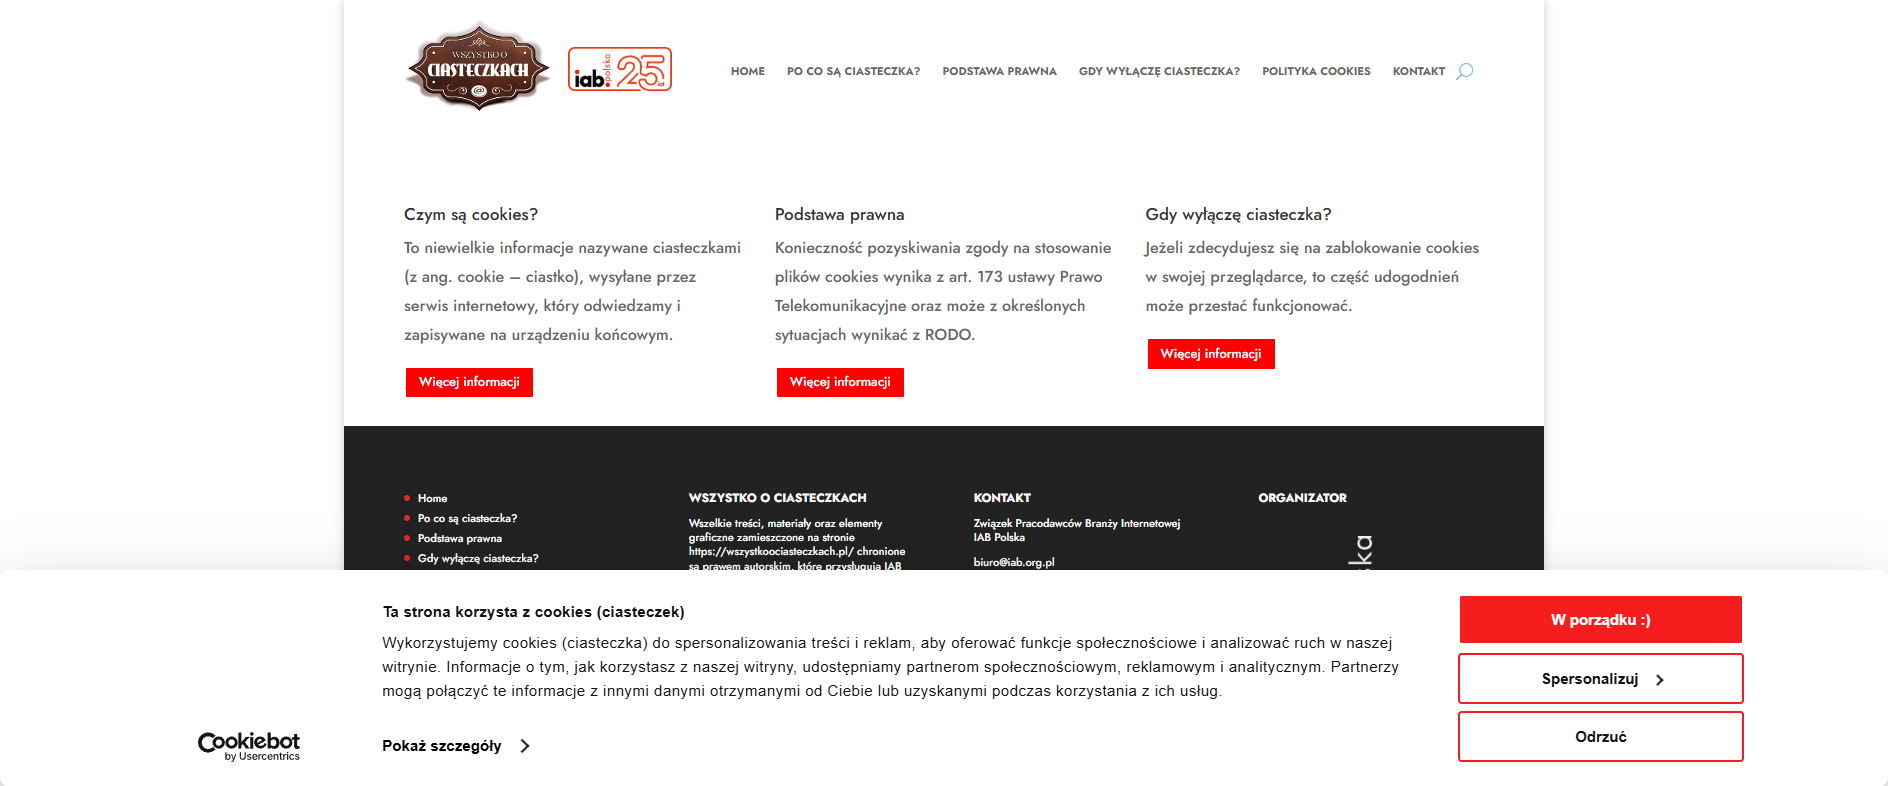 WSZYSTKO O
CIASTECZKACH
@
iab:
polska
25
lat
HOME
PO CO SĄ CIASTECZKA?
PODSTAWA PRAWNA
GDY WYŁĄCZĘ CIASTECZKA?
POLITYKA COOKIES
KONTAKT
Czym są cookies?
To niewielkie informacje nazywane ciasteczkami
(z ang. cookie – ciastko), wysyłane przez
serwis internetowy, który odwiedzamy i
zapisywane na urządzeniu końcowym.
Więcej informacji
Podstawa prawna
Konieczność pozyskiwania zgody na stosowanie
plików cookies wynika z art. 173 ustawy Prawo
Telekomunikacyjne oraz może z określonych
sytuacjach wynikać z RODO.
Więcej informacji
Gdy wyłączę ciasteczka?
Jeżeli zdecydujesz się na zablokowanie cookies
w swojej przeglądarce, to część udogodnień
może przestać funkcjonować.
Więcej informacji
Home
Po co są ciasteczka?
Podstawa prawna
Gdy wyłączę ciasteczka?
WSZYSTKO O CIASTECZKACH
Wszelkie treści, materiały oraz elementy
graficzne zamieszczone na stronie
https://wszystkoociasteczkach.pl/ chronione
są prawem autorskim, które przysługują IAB
KONTAKT
Związek Pracodawców Branży Internetowej
IAB Polska
biuro@iab.org.pl
ORGANIZATOR
ska
Ta strona korzysta z cookies (ciasteczek)
Wykorzystujemy cookies (ciasteczka) do spersonalizowania treści i reklam, aby oferować funkcje społecznościowe i analizować ruch w naszej
witrynie. Informacje o tym, jak korzystasz z naszej witryny, udostępniamy partnerom społecznościowym, reklamowym i analitycznym. Partnerzy
mogą połączyć te informacje z innymi danymi otrzymanymi od Ciebie lub uzyskanymi podczas korzystania z ich usług.
Pokaż szczegóły
Cookiebot
by Usercentrics
W porządku :)
Spersonalizuj
Odrzuć